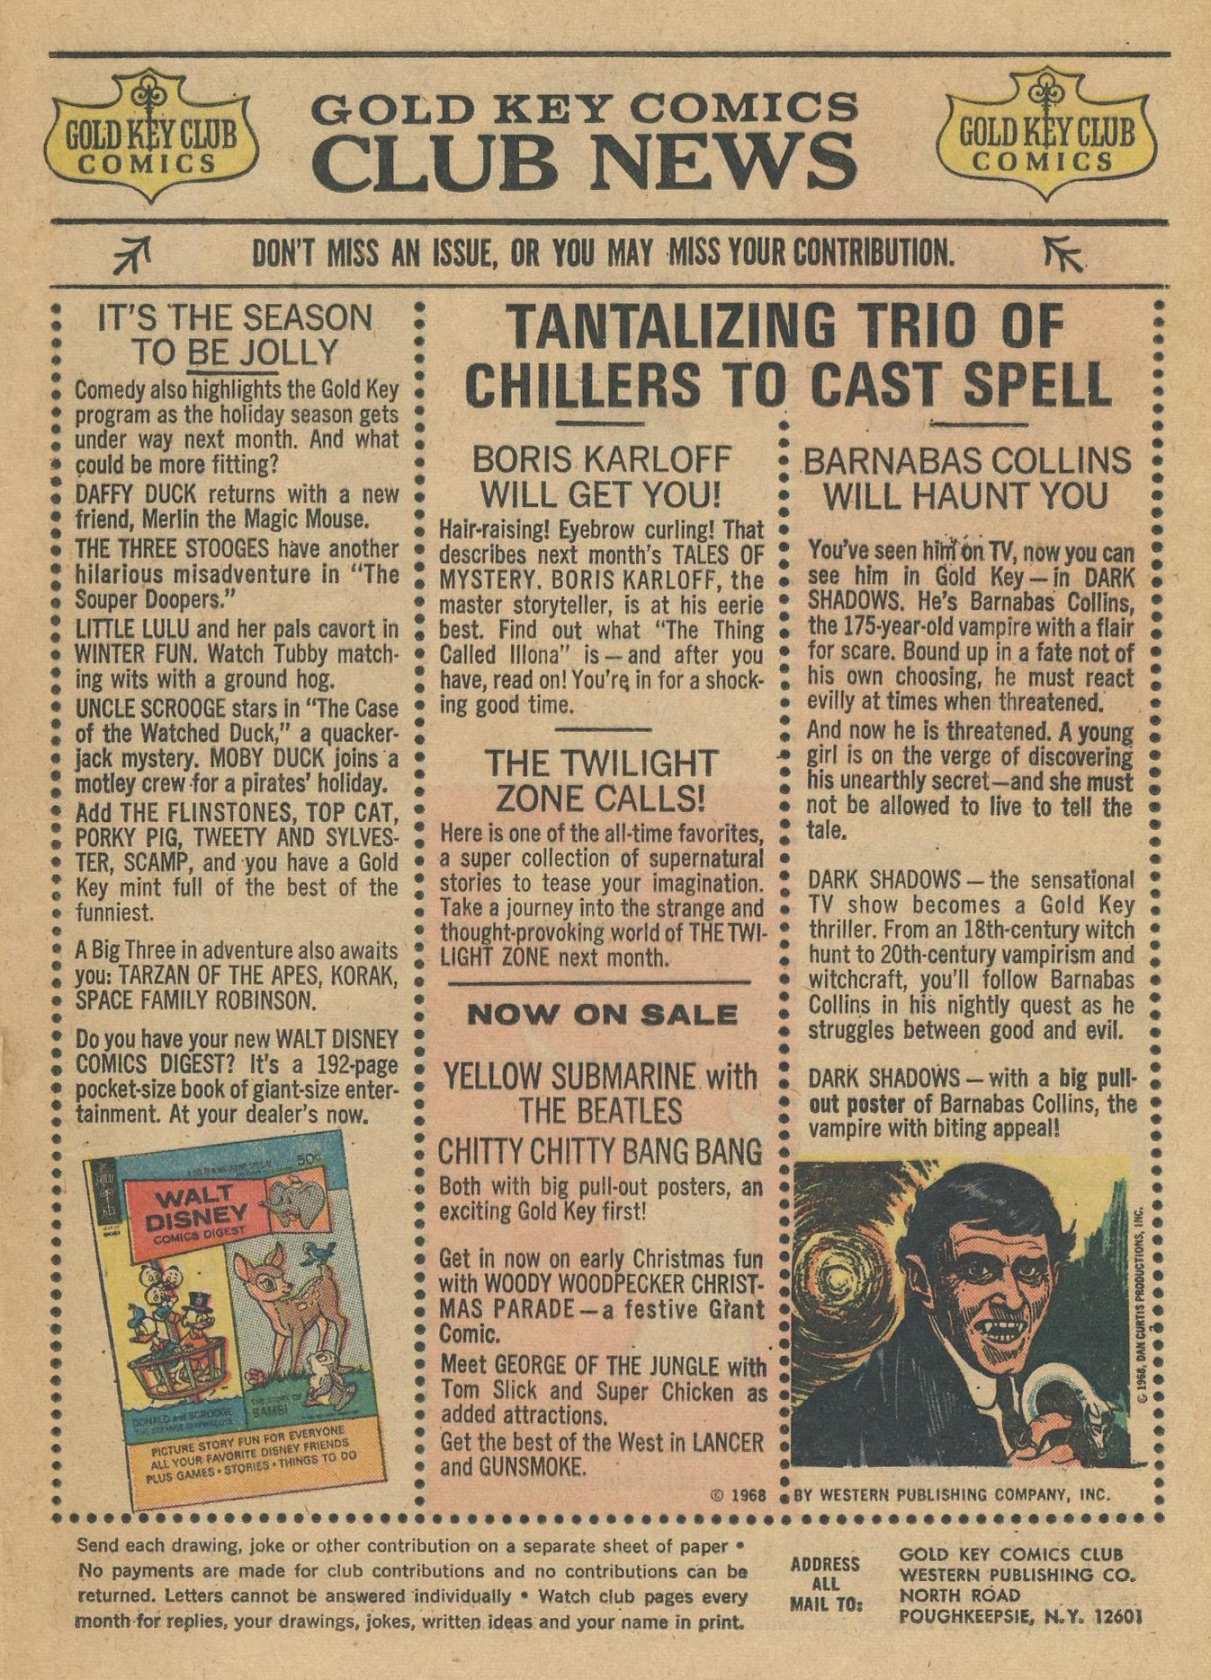 GOLD KEY CLUB
COMICS
GOLD KEY COMICS
CLUB NEWS
GOLD KEY CLUB
COMICS
DON'T MISS AN ISSUE, OR YOU MAY MISS YOUR CONTRIBUTION.
IT'S THE SEASON
TO BE JOLLY
Comedy also highlights the Gold Key
program as the holiday season gets
under way next month. And what
could be more fitting?
DAFFY DUCK returns with a new
friend, Merlin the Magic Mouse.
THE THREE STOOGES have another
hilarious misadventure in "The
Souper Doopers."
LITTLE LULU and her pals cavort in
WINTER FUN. Watch Tubby match-
ing wits with a ground hog.
UNCLE SCROOGE stars in "The Case
of the Watched Duck," a quacker-
jack mystery. MOBY DUCK joins a
motley crew for a pirates' holiday.
Add THE FLINSTONES, TOP CAT,
PORKY PIG, TWEETY AND SYLVES-
TER, SCAMP, and you have a Gold
Key mint full of the best of the
funniest.
A Big Three in adventure also awaits
you: TARZAN OF THE APES, KORAK,
SPACE FAMILY ROBINSON.
Do you have your new WALT DISNEY
COMICS DIGEST? It's a 192-page
pocket-size book of giant-size enter-
tainment. At your dealer's now.
50¢
WALT
DISNEY
COMICS DIGEST
DONALD and SCROOGE
THE STORY OF
BAMBI
PICTURE STORY FUN FOR EVERYONE
ALL YOUR FAVORITE DISNEY FRIENDS
PLUS GAMES • STORIES • THINGS TO DO
TANTALIZING TRIO OF
CHILLERS TO CAST SPELL
BORIS KARLOFF
WILL GET YOU!
Hair-raising! Eyebrow curling! That
describes next month's TALES OF
MYSTERY. BORIS KARLOFF, the
master storyteller, is at his eerie
best. Find out what "The Thing
Called Illona" is—and after you
have, read on! You're in for a shock-
ing good time.
THE TWILIGHT
ZONE CALLS!
Here is one of the all-time favorites,
a super collection of supernatural
stories to tease your imagination.
Take a journey into the strange and
thought-provoking world of THE TWI-
LIGHT ZONE next month.
NOW ON SALE
YELLOW SUBMARINE with
THE BEATLES
CHITTY CHITTY BANG BANG
Both with big pull-out posters, an
exciting Gold Key first!
Get in now on early Christmas fun
with WOODY WOODPECKER CHRIST-
MAS PARADE—a festive Giant
Comic.
Meet GEORGE OF THE JUNGLE with
Tom Slick and Super Chicken as
added attractions.
Get the best of the West in LANCER
and GUNSMOKE.
BARNABAS COLLINS
WILL HAUNT YOU
You've seen him on TV, now you can
see him in Gold Key—in DARK
SHADOWS. He's Barnabas Collins,
the 175-year-old vampire with a flair
for scare. Bound up in a fate not of
his own choosing, he must react
evilly at times when threatened.
And now he is threatened. A young
girl is on the verge of discovering
his unearthly secret—and she must
not be allowed to live to tell the
tale.
DARK SHADOWS—the sensational
TV show becomes a Gold Key
thriller. From an 18th-century witch
hunt to 20th-century vampirism and
witchcraft, you'll follow Barnabas
Collins in his nightly quest as he
struggles between good and evil.
DARK SHADOWS—with a big pull-
out poster of Barnabas Collins, the
vampire with biting appeal!
© 1968, DAN CURTIS PRODUCTIONS, INC.
© 1968 BY WESTERN PUBLISHING COMPANY, INC.
Send each drawing, joke or other contribution on a separate sheet of paper •
No payments are made for club contributions and no contributions can be
returned. Letters cannot be answered individually • Watch club pages every
month for replies, your drawings, jokes, written ideas and your name in print.
ADDRESS
ALL
MAIL TO:
GOLD KEY COMICS CLUB
WESTERN PUBLISHING CO.
NORTH ROAD
POUGHKEEPSIE, N.Y. 12601